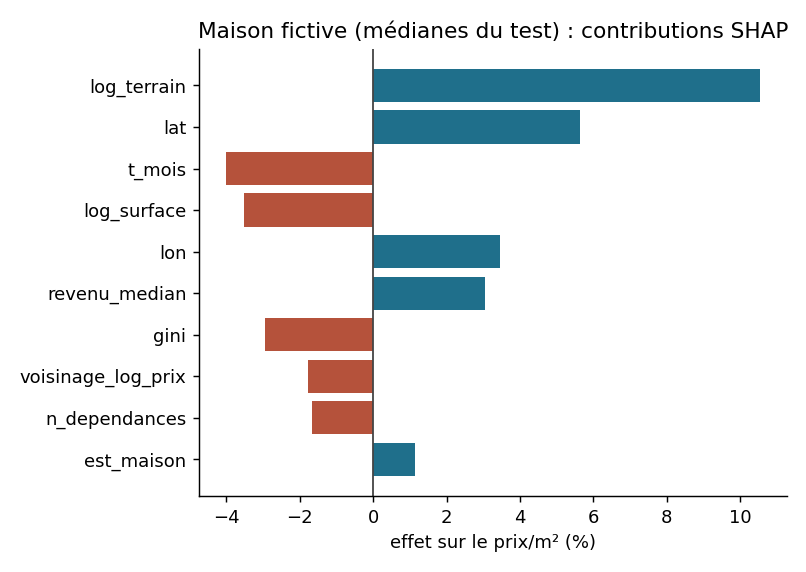 Maison fictive (médianes du test) : contributions SHAP
log_terrain
lat
t_mois
log_surface
lon
revenu_median
gini
voisinage_log_prix
n_dependances
est_maison
−4 −2 0 2 4 6 8 10
effet sur le prix/m² (%)